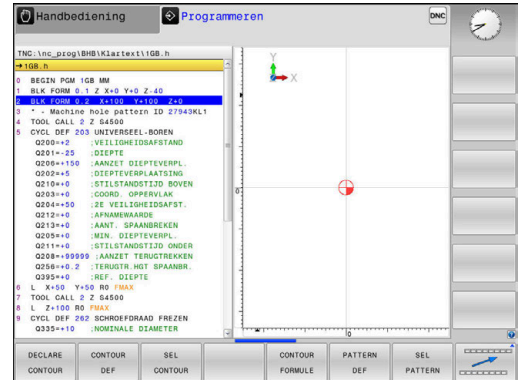 Handbediening
Programmeren
DNC
TNC:\nc_prog\BHB\Klartext\1GB.h
→1GB.h
0 BEGIN PGM 1GB MM
1 BLK FORM 0.1 Z X+0 Y+0 Z-40
2 BLK FORM 0.2 X+100 Y+100 Z+0
3 * - Machine hole pattern ID 27943KL1
4 TOOL CALL 2 Z S4500
5 CYCL DEF 203 UNIVERSEEL-BOREN
Q200=+2 ;VEILIGHEIDSAFSTAND
Q201=-25 ;DIEPTE
Q206=+150 ;AANZET DIEPTEVERPL.
Q202=+5 ;DIEPTEVERPLAATSING
Q210=+0 ;STILSTANDSTIJD BOVEN
Q203=+0 ;COORD. OPPERVLAK
Q204=+50 ;2E VEILIGHEIDSAFST.
Q212=+0 ;AFNAMEWAARDE
Q213=+0 ;AANT. SPAANBREKEN
Q205=+0 ;MIN. DIEPTEVERPL.
Q211=+0 ;STILSTANDSTIJD ONDER
Q208=+99999 ;AANZET TERUGTREKKEN
Q256=+0.2 ;TERUGTR.HGT SPAANBR.
Q395=+0 ;REF. DIEPTE
6 L X+50 Y+50 R0 FMAX
7 TOOL CALL 2 Z S4500
8 L Z+100 R0 FMAX
9 CYCL DEF 262 SCHROEFDRAAD FREZEN
Q335=+10 ;NOMINALE DIAMETER
Y
X
0
0
DECLARE CONTOUR
CONTOUR DEF
SEL CONTOUR
CONTOUR FORMULE
PATTERN DEF
SEL PATTERN